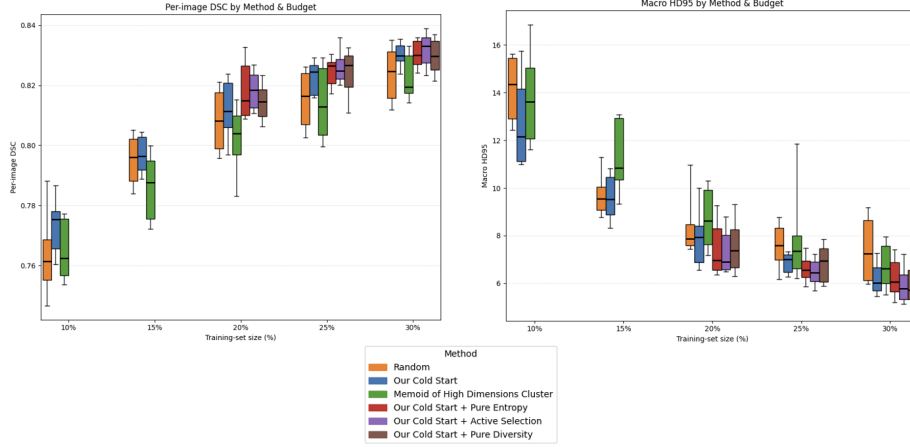 Per-image DSC by Method & Budget
0.84
0.82
0.80
0.78
0.76
Per-image DSC
10%
15%
20%
25%
30%
Training-set size (%)
Macro HD95 by Method & Budget
16
14
12
10
8
6
Macro HD95
10%
15%
20%
25%
30%
Training-set size (%)
Method
Random
Our Cold Start
Memoid of High Dimensions Cluster
Our Cold Start + Pure Entropy
Our Cold Start + Active Selection
Our Cold Start + Pure Diversity